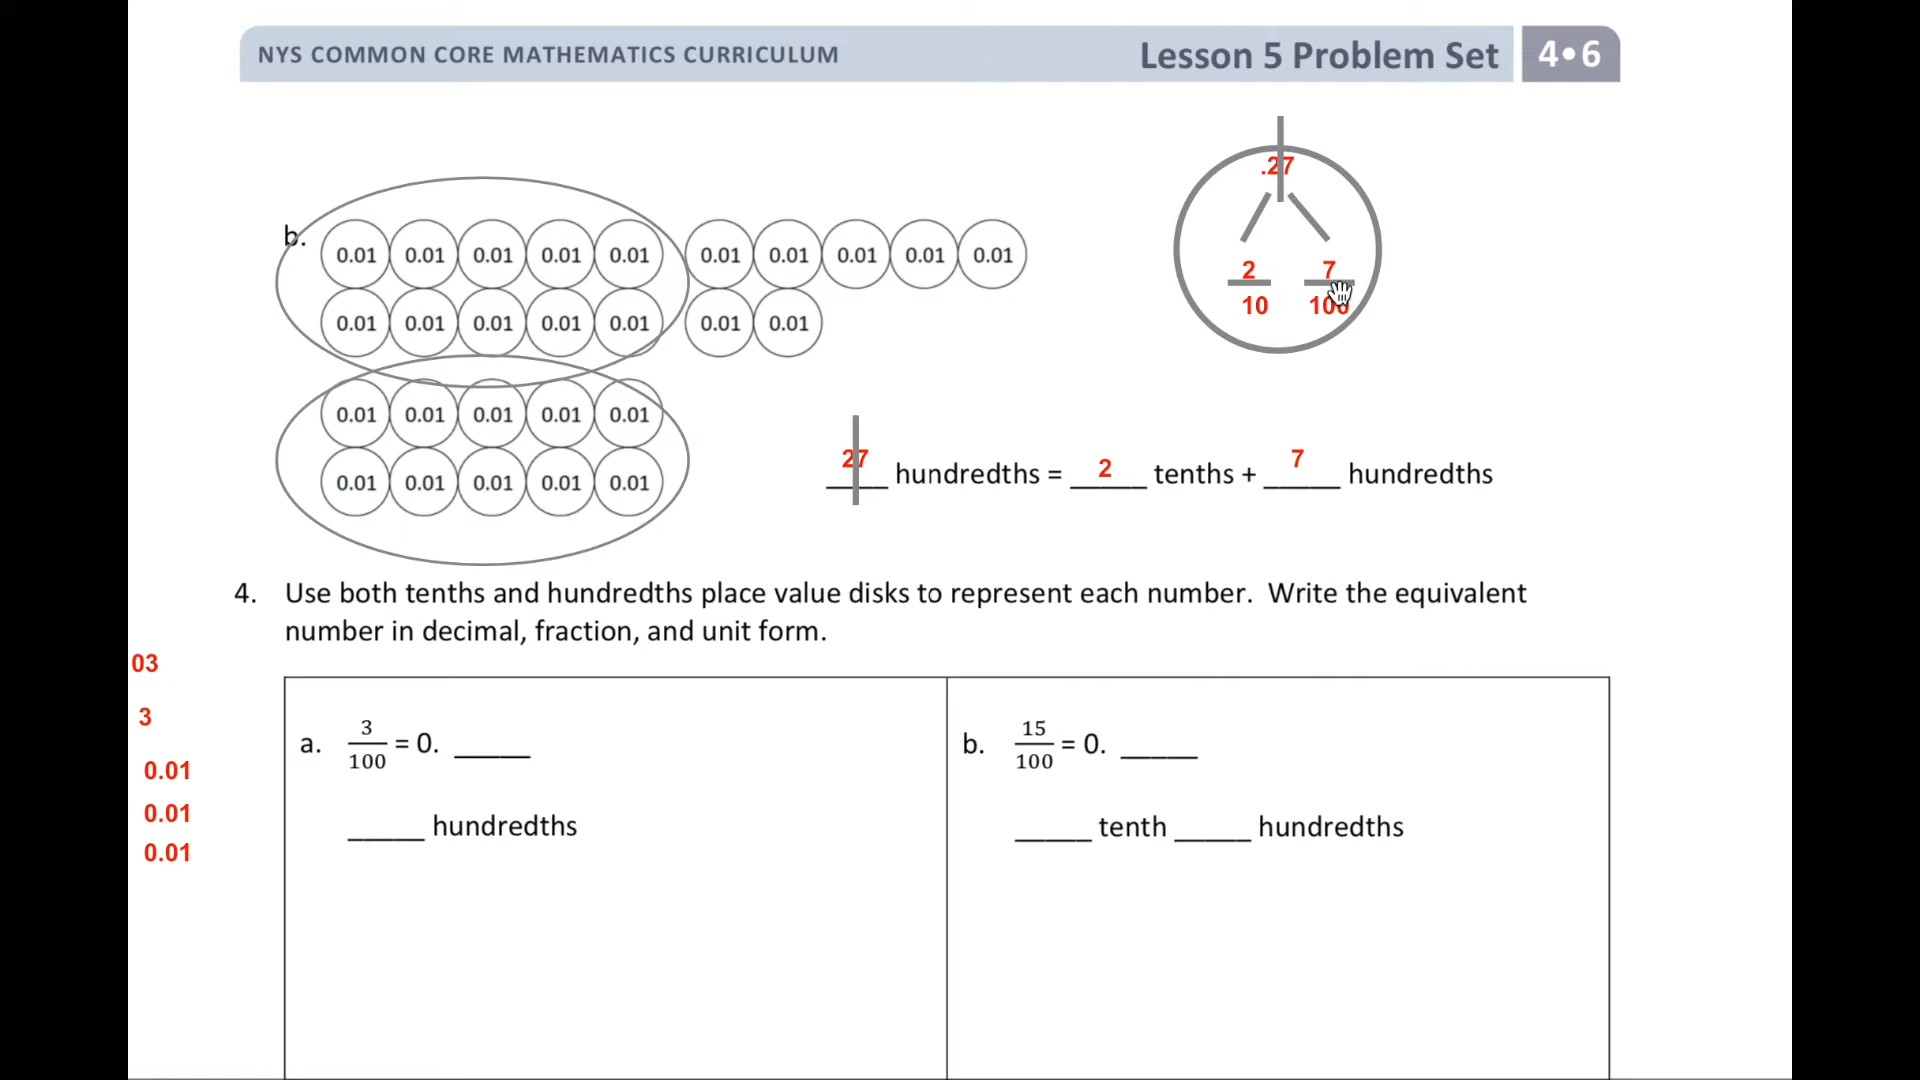 NYS COMMON CORE MATHEMATICS CURRICULUM Lesson 5 Problem Set 4•6
.27
2/10 7/100
b. 0.01 0.01 0.01 0.01 0.01 0.01 0.01 0.01 0.01 0.01
0.01 0.01 0.01 0.01 0.01 0.01 0.01
0.01 0.01 0.01 0.01 0.01
0.01 0.01 0.01 0.01 0.01
27 hundredths = 2 tenths + 7 hundredths
4. Use both tenths and hundredths place value disks to represent each number. Write the equivalent
number in decimal, fraction, and unit form.
03
3
0.01
0.01
0.01
a. 3/100 = 0. _____
_____ hundredths
b. 15/100 = 0. _____
_____ tenth _____ hundredths